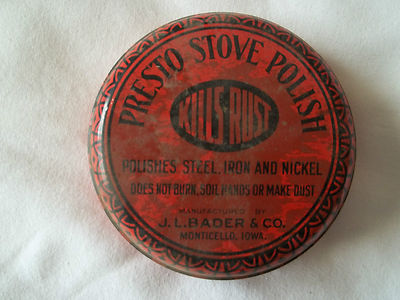 PRESTO STOVE POLISH
KILLS-RUST
POLISHES STEEL, IRON AND NICKEL
DOES NOT BURN, SOIL HANDS OR MAKE DUST
MANUFACTURED BY
J. L. BADER & CO.
MONTICELLO, IOWA.